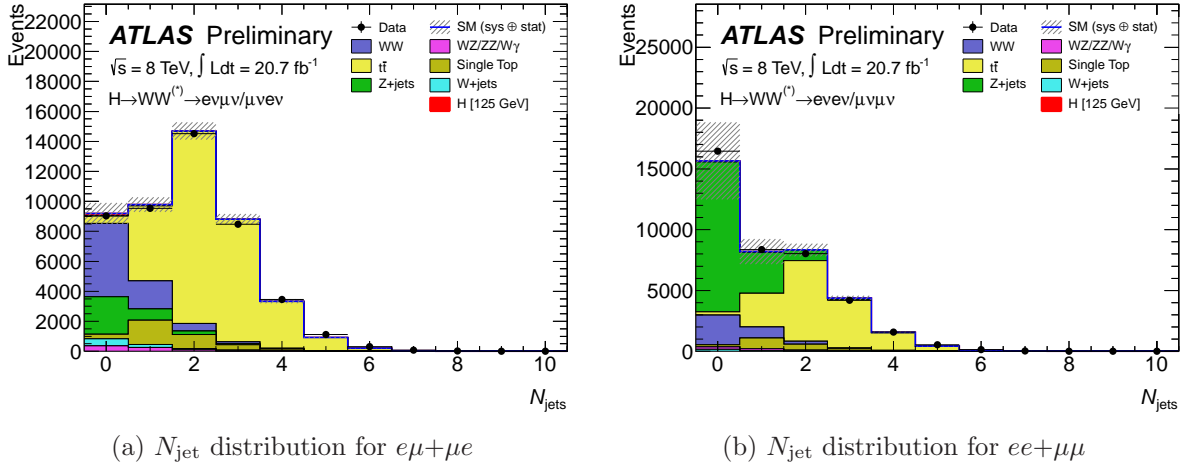 Events
22000
20000
18000
16000
14000
12000
10000
8000
6000
4000
2000
0
0 2 4 6 8 10
N_jets
ATLAS Preliminary
√s = 8 TeV, ∫ Ldt = 20.7 fb⁻¹
H→WW⁽*⁾→eνμν/μνeν
Data SM (sys ⊕ stat)
WW WZ/ZZ/Wγ
tt̄ Single Top
Z+jets W+jets
H [125 GeV]
(a) N_jet distribution for eμ+μe
Events
25000
20000
15000
10000
5000
0
0 2 4 6 8 10
N_jets
ATLAS Preliminary
√s = 8 TeV, ∫ Ldt = 20.7 fb⁻¹
H→WW⁽*⁾→eνeν/μνμν
Data SM (sys ⊕ stat)
WW WZ/ZZ/Wγ
tt̄ Single Top
Z+jets W+jets
H [125 GeV]
(b) N_jet distribution for ee+μμ